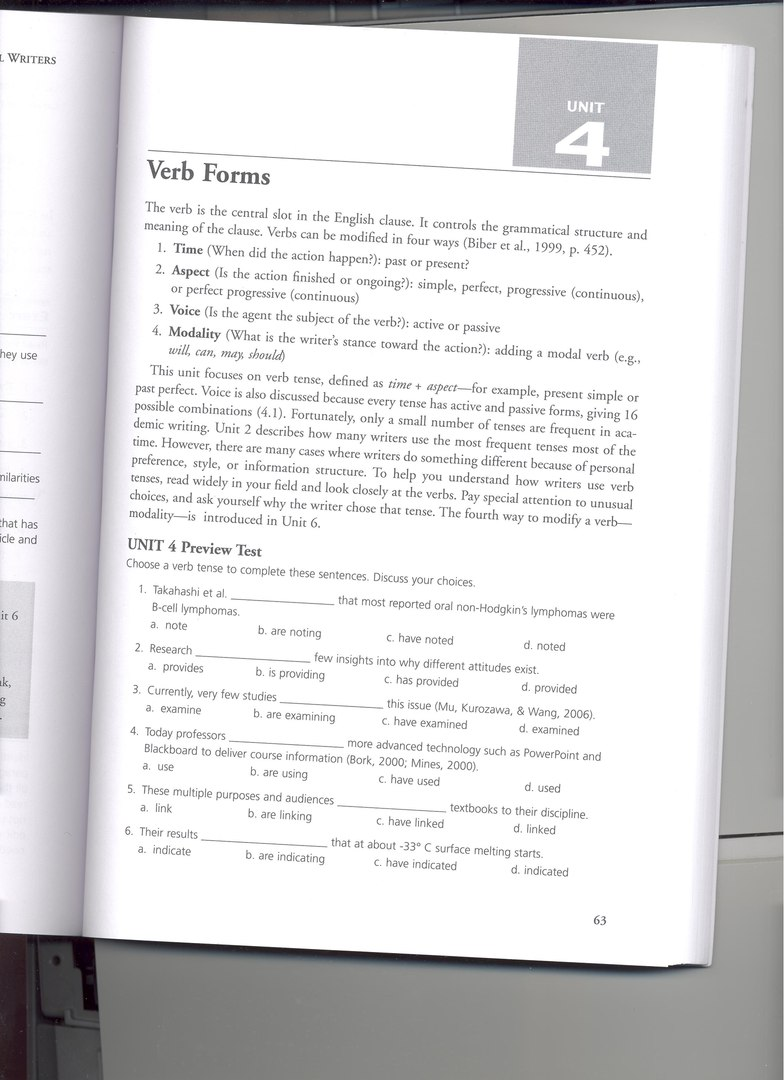 L WRITERS
hey use
milarities
that has
icle and
it 6
ak,
g
UNIT
4
Verb Forms
The verb is the central slot in the English clause. It controls the grammatical structure and
meaning of the clause. Verbs can be modified in four ways (Biber et al., 1999, p. 452).
1. Time (When did the action happen?): past or present?
2. Aspect (Is the action finished or ongoing?): simple, perfect, progressive (continuous),
or perfect progressive (continuous)
3. Voice (Is the agent the subject of the verb?): active or passive
4. Modality (What is the writer's stance toward the action?): adding a modal verb (e.g.,
will, can, may, should)
This unit focuses on verb tense, defined as time + aspect—for example, present simple or
past perfect. Voice is also discussed because every tense has active and passive forms, giving 16
possible combinations (4.1). Fortunately, only a small number of tenses are frequent in aca-
demic writing. Unit 2 describes how many writers use the most frequent tenses most of the
time. However, there are many cases where writers do something different because of personal
preference, style, or information structure. To help you understand how writers use verb
tenses, read widely in your field and look closely at the verbs. Pay special attention to unusual
choices, and ask yourself why the writer chose that tense. The fourth way to modify a verb—
modality—is introduced in Unit 6.
UNIT 4 Preview Test
Choose a verb tense to complete these sentences. Discuss your choices.
1. Takahashi et al. ______________ that most reported oral non-Hodgkin's lymphomas were
B-cell lymphomas.
a. note b. are noting c. have noted d. noted
2. Research ______________ few insights into why different attitudes exist.
a. provides b. is providing c. has provided d. provided
3. Currently, very few studies ______________ this issue (Mu, Kurozawa, & Wang, 2006).
a. examine b. are examining c. have examined d. examined
4. Today professors ______________ more advanced technology such as PowerPoint and
Blackboard to deliver course information (Bork, 2000; Mines, 2000).
a. use b. are using c. have used d. used
5. These multiple purposes and audiences ______________ textbooks to their discipline.
a. link b. are linking c. have linked d. linked
6. Their results ______________ that at about -33° C surface melting starts.
a. indicate b. are indicating c. have indicated d. indicated
63